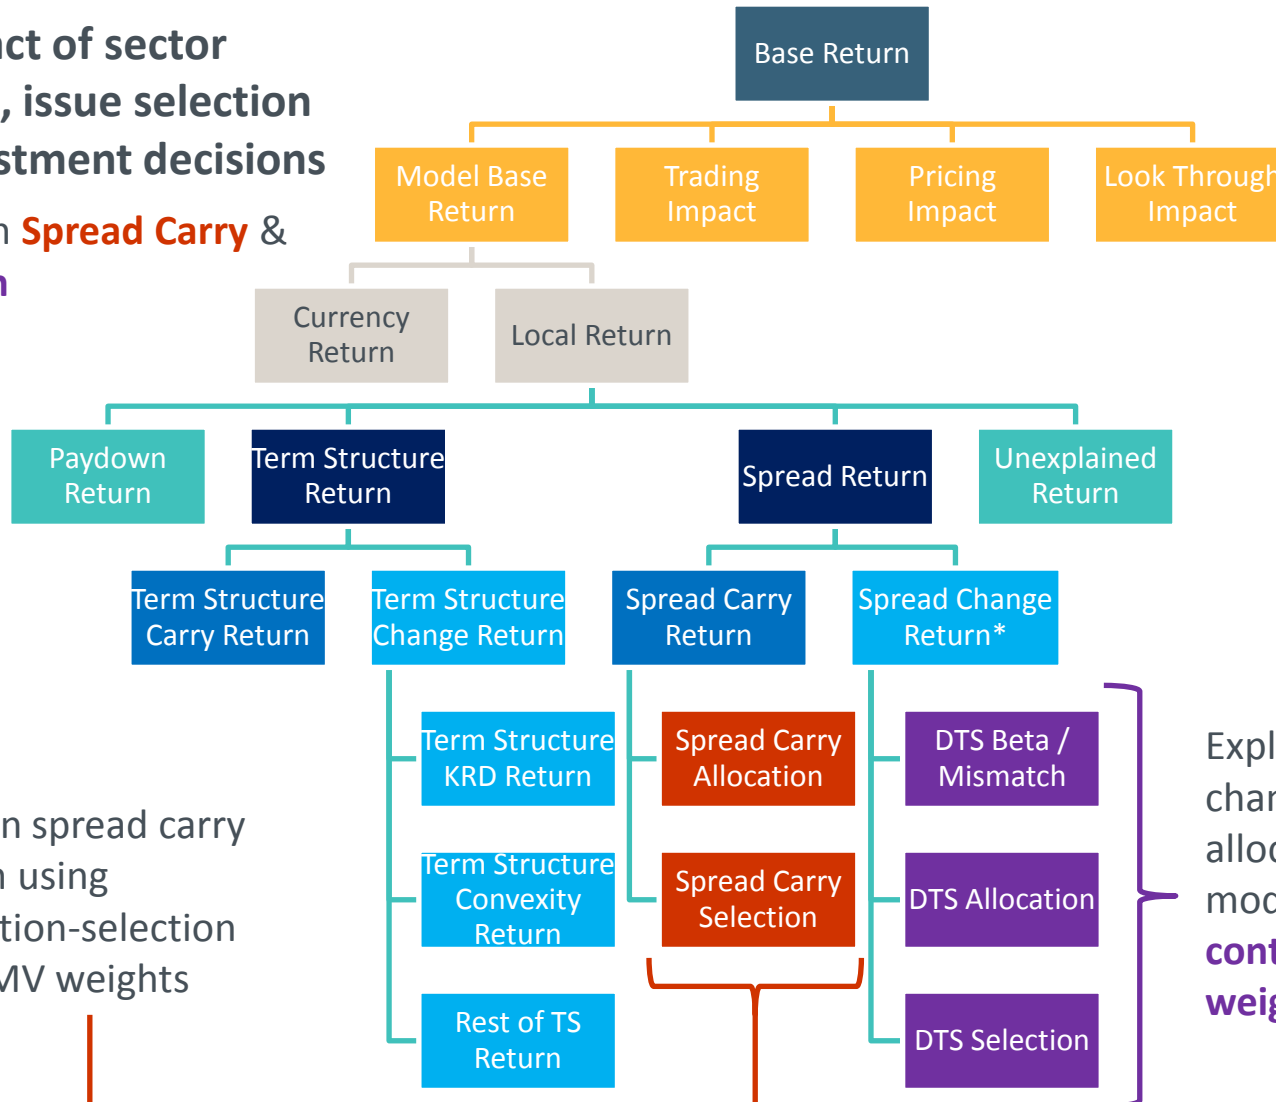 act of sector
, issue selection
estment decisions
n Spread Carry &
n
Base Return
Model Base
Return
Trading
Impact
Pricing
Impact
Look Through
Impact
Currency
Return
Local Return
Paydown
Return
Term Structure
Return
Spread Return
Unexplained
Return
Term Structure
Carry Return
Term Structure
Change Return
Spread Carry
Return
Spread Change
Return*
Term Structure
KRD Return
Spread Carry
Allocation
DTS Beta /
Mismatch
Term Structure
Convexity
Return
Spread Carry
Selection
DTS Allocation
Rest of TS
Return
DTS Selection
n spread carry
n using
tion-selection
MV weights
Expl
chan
alloc
mod
cont
weig